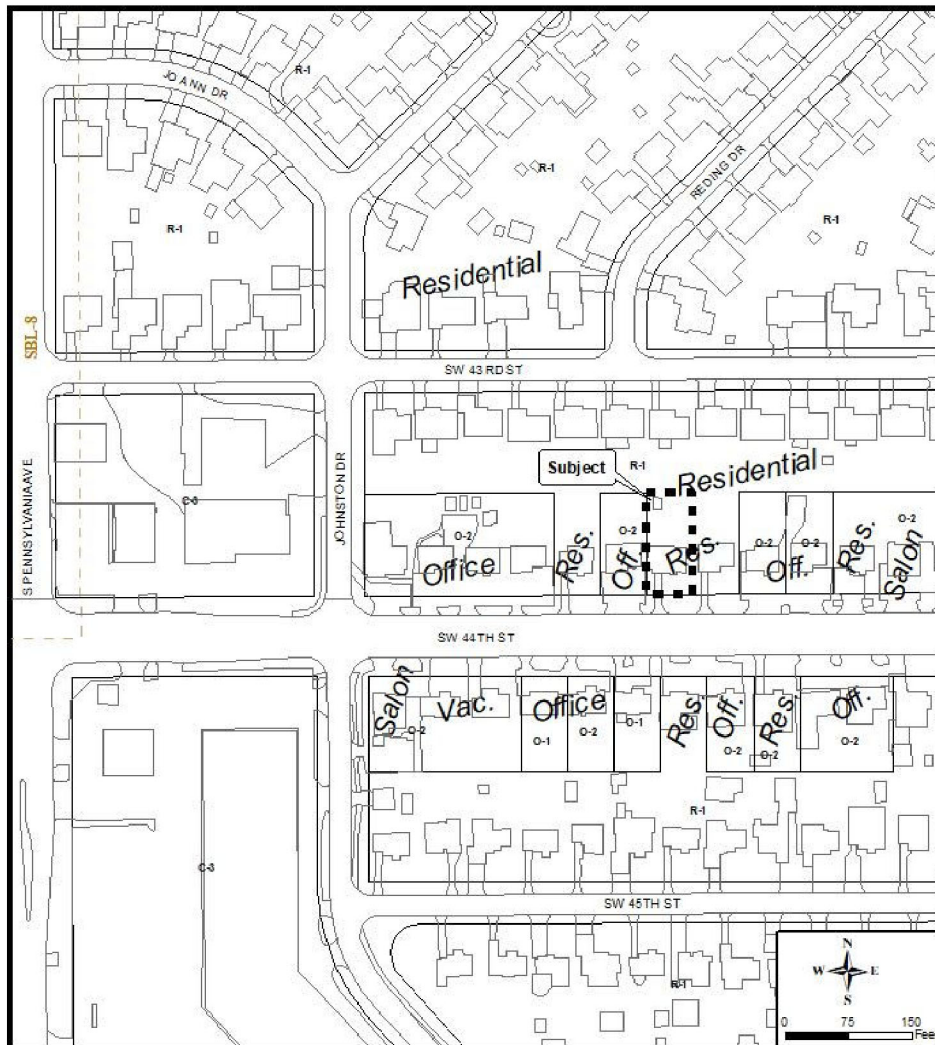 JO ANN DR
R-1
R-1
REDING DR
R-1
R-1
Residential
SBL-8
SW 43RD ST
S PENNSYLVANIA AVE
JOHNSTON DR
C-3
Subject
R-1
Residential
O-2
Office
Res.
O-2
Off.
Res.
O-2
O-2
Off.
Res.
O-2
Salon
SW 44TH ST
Salon
O-2
Vac.
Office
O-1
O-2
O-1
Res.
Off.
O-2
Res.
O-2
Off.
O-2
R-1
C-3
SW 45TH ST
R-1
N
W E
S
0 75 150
Fee